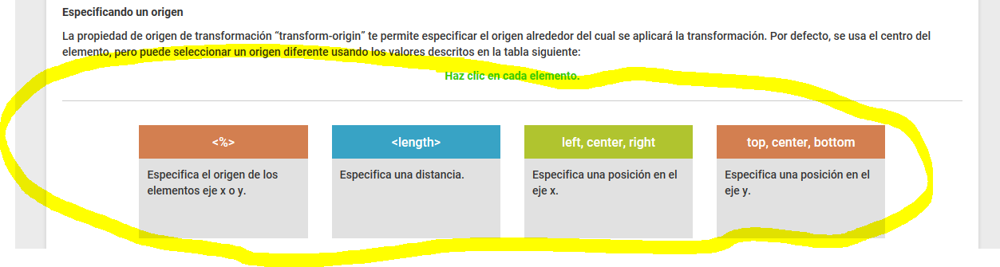 Especificando un origen
La propiedad de origen de transformación “transform-origin” te permite especificar el origen alrededor del cual se aplicará la transformación. Por defecto, se usa el centro del
elemento, pero puede seleccionar un origen diferente usando los valores descritos en la tabla siguiente:
Haz clic en cada elemento.
<%>
Especifica el origen de los
elementos eje x o y.
<length>
Especifica una distancia.
left, center, right
Especifica una posición en el
eje x.
top, center, bottom
Especifica una posición en el
eje y.